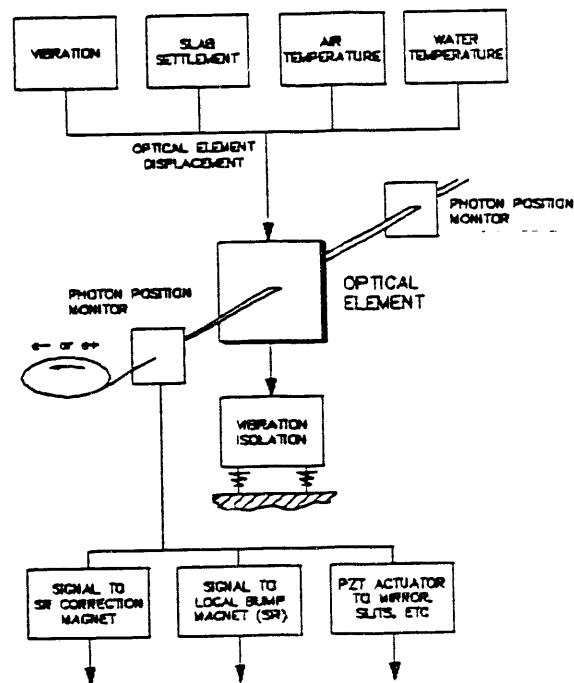 VIBRATION
SLAB
SETTLEMENT
AIR
TEMPERATURE
WATER
TEMPERATURE
OPTICAL ELEMENT
DISPLACEMENT
PHOTON POSITION
MONITOR
OPTICAL
ELEMENT
PHOTON POSITION
MONITOR
e- or e+
VIBRATION
ISOLATION
SIGNAL TO
SR CORRECTION
MAGNET
SIGNAL TO
LOCAL BUMP
MAGNET (SR)
PZT ACTUATOR
TO MIRROR,
SLITS, ETC